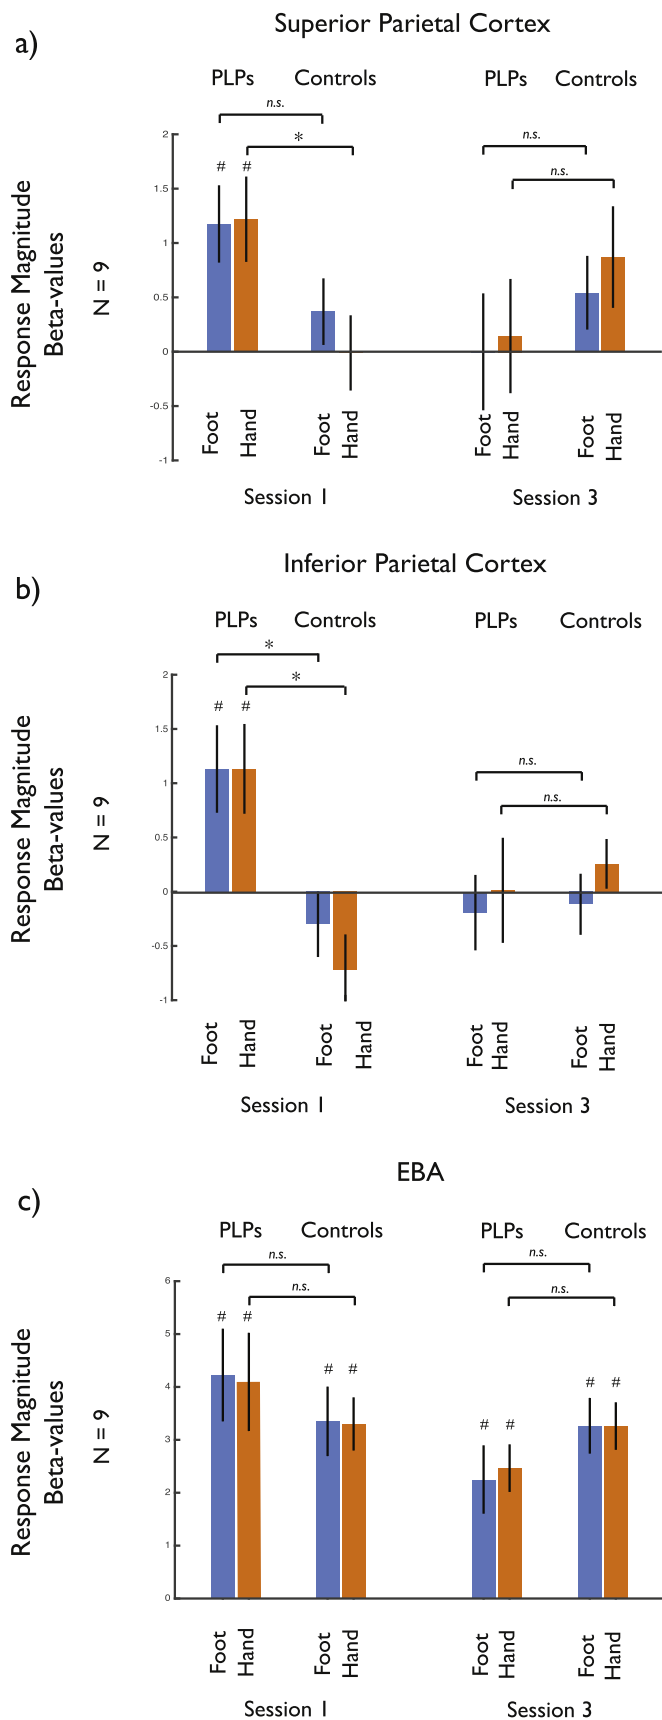 Superior Parietal Cortex
a)
PLPs Controls PLPs Controls
n.s.
*
n.s.
n.s.
# #
2
1.5
1
0.5
0
-0.5
-1
Response Magnitude
Beta-values
N = 9
Foot Hand Foot Hand Foot Hand Foot Hand
Session 1 Session 3
Inferior Parietal Cortex
b)
PLPs Controls PLPs Controls
*
*
n.s.
n.s.
# #
2
1.5
1
0.5
0
-0.5
-1
Response Magnitude
Beta-values
N = 9
Foot Hand Foot Hand Foot Hand Foot Hand
Session 1 Session 3
EBA
c)
PLPs Controls PLPs Controls
n.s. n.s.
n.s. n.s.
# # # # # # # #
6
5
4
3
2
1
0
Response Magnitude
Beta-values
N = 9
Foot Hand Foot Hand Foot Hand Foot Hand
Session 1 Session 3